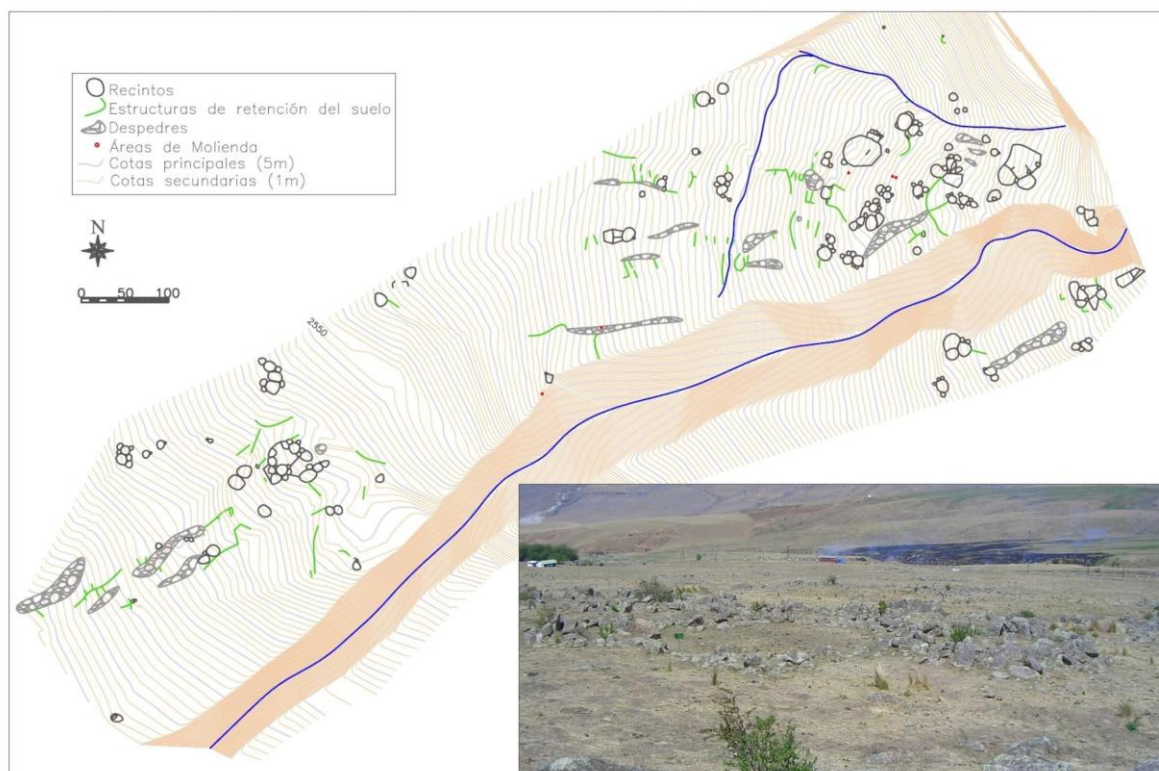 Recintos
Estructuras de retención del suelo
Despedres
Áreas de Molienda
Cotas principales (5m)
Cotas secundarias (1m)
N
0 50 100
2550